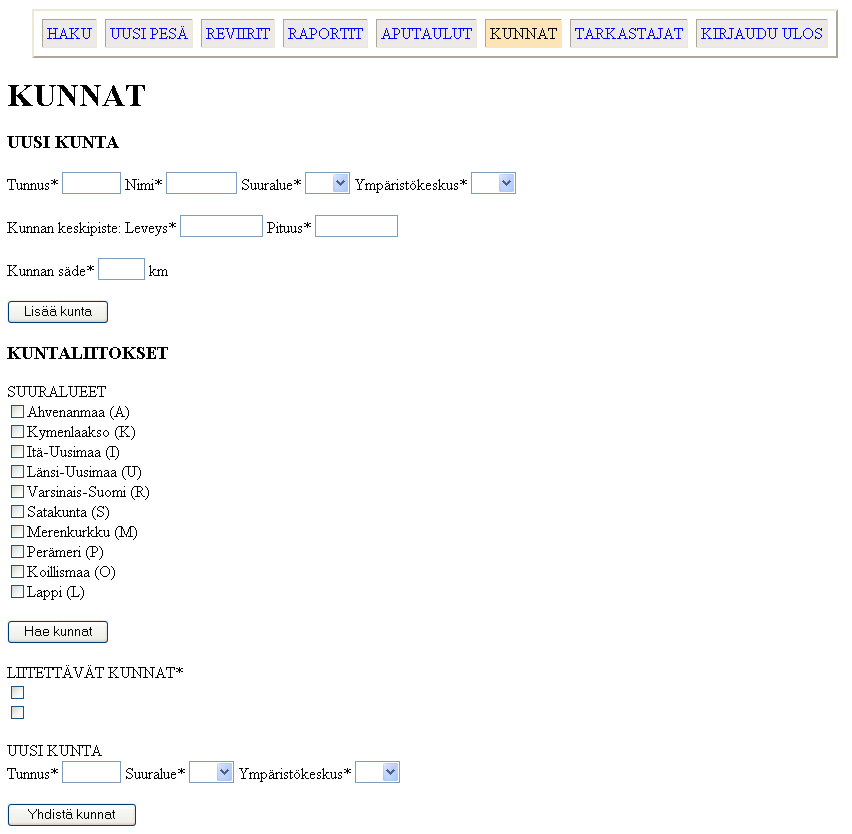 HAKU UUSI PESÄ REVIIRIT RAPORTIT APUTAULUT KUNNAT TARKASTAJAT KIRJAUDU ULOS
KUNNAT
UUSI KUNTA
Tunnus* Nimi* Suuralue* Ympäristökeskus*
Kunnan keskipiste: Leveys* Pituus*
Kunnan säde* km
Lisää kunta
KUNTALIITOKSET
SUURALUEET
Ahvenanmaa (A)
Kymenlaakso (K)
Itä-Uusimaa (I)
Länsi-Uusimaa (U)
Varsinais-Suomi (R)
Satakunta (S)
Merenkurkku (M)
Perämeri (P)
Koillismaa (O)
Lappi (L)
Hae kunnat
LIITETTÄVÄT KUNNAT*
UUSI KUNTA
Tunnus* Suuralue* Ympäristökeskus*
Yhdistä kunnat